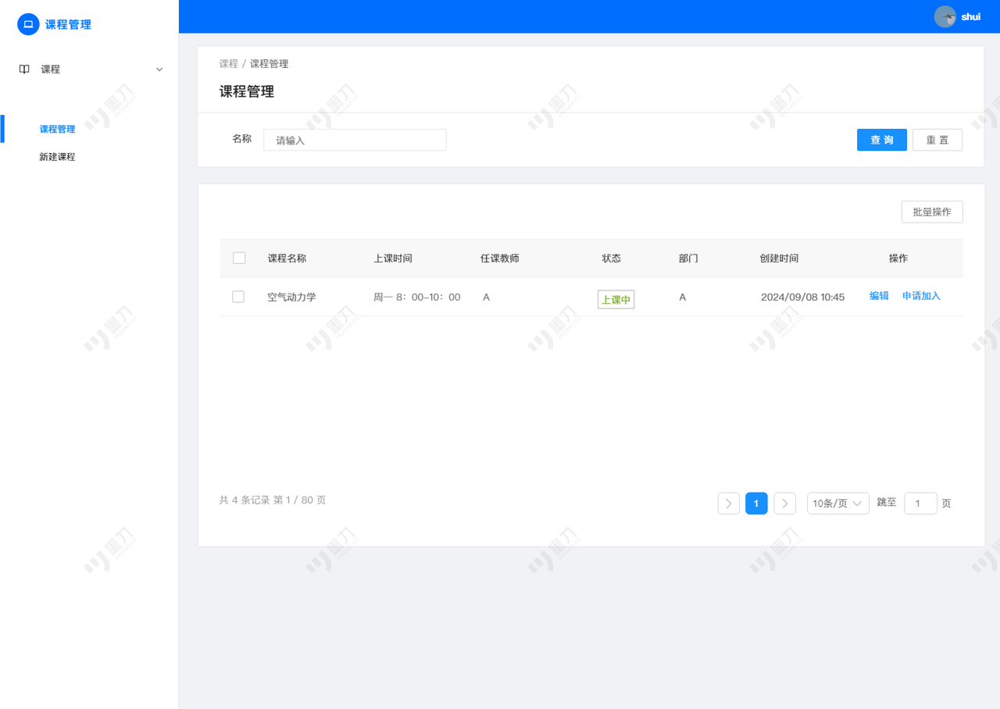 课程管理
shui
课程
课程管理
新建课程
课程 / 课程管理
课程管理
名称 请输入 查 询 重 置
批量操作
课程名称 上课时间 任课教师 状态 部门 创建时间 操作
空气动力学 周一 8：00–10：00 A 上课中 A 2024/09/08 10:45 编辑 申请加入
共 4 条记录 第 1 / 80 页 1 10条/页 跳至 1 页
墨刀
MODAO.CC